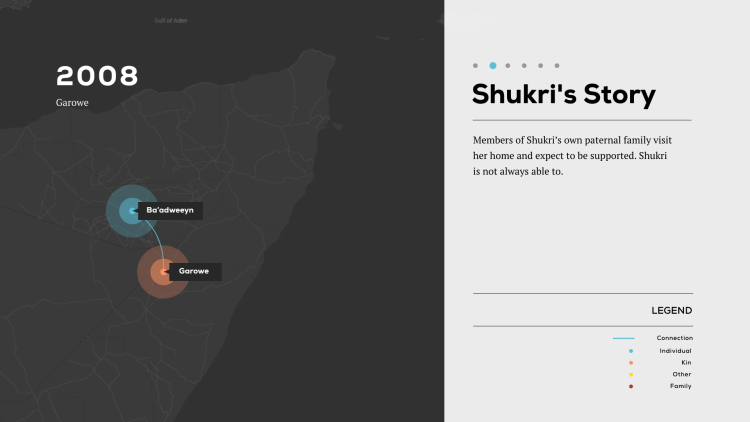 Gulf of Aden
2008
Garowe
Ba'adweeyn
Garowe
Shukri's Story
Members of Shukri's own paternal family visit
her home and expect to be supported. Shukri
is not always able to.
LEGEND
Connection
Individual
Kin
Other
Family